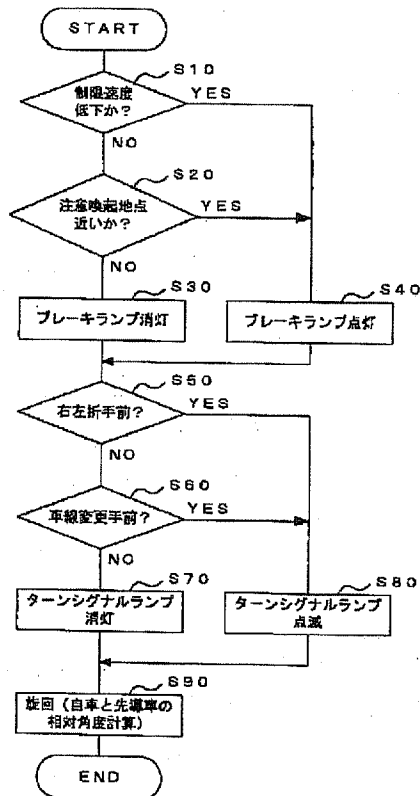 START
S10
制限速度
低下か?
YES
NO
S20
注意喚起地点
近いか?
YES
NO
S30
ブレーキランプ消灯
S40
ブレーキランプ点灯
S50
右左折手前?
YES
NO
S60
車線変更手前?
YES
NO
S70
ターンシグナルランプ
消灯
S80
ターンシグナルランプ
点滅
S90
旋回(自車と先導車の
相対角度計算)
END